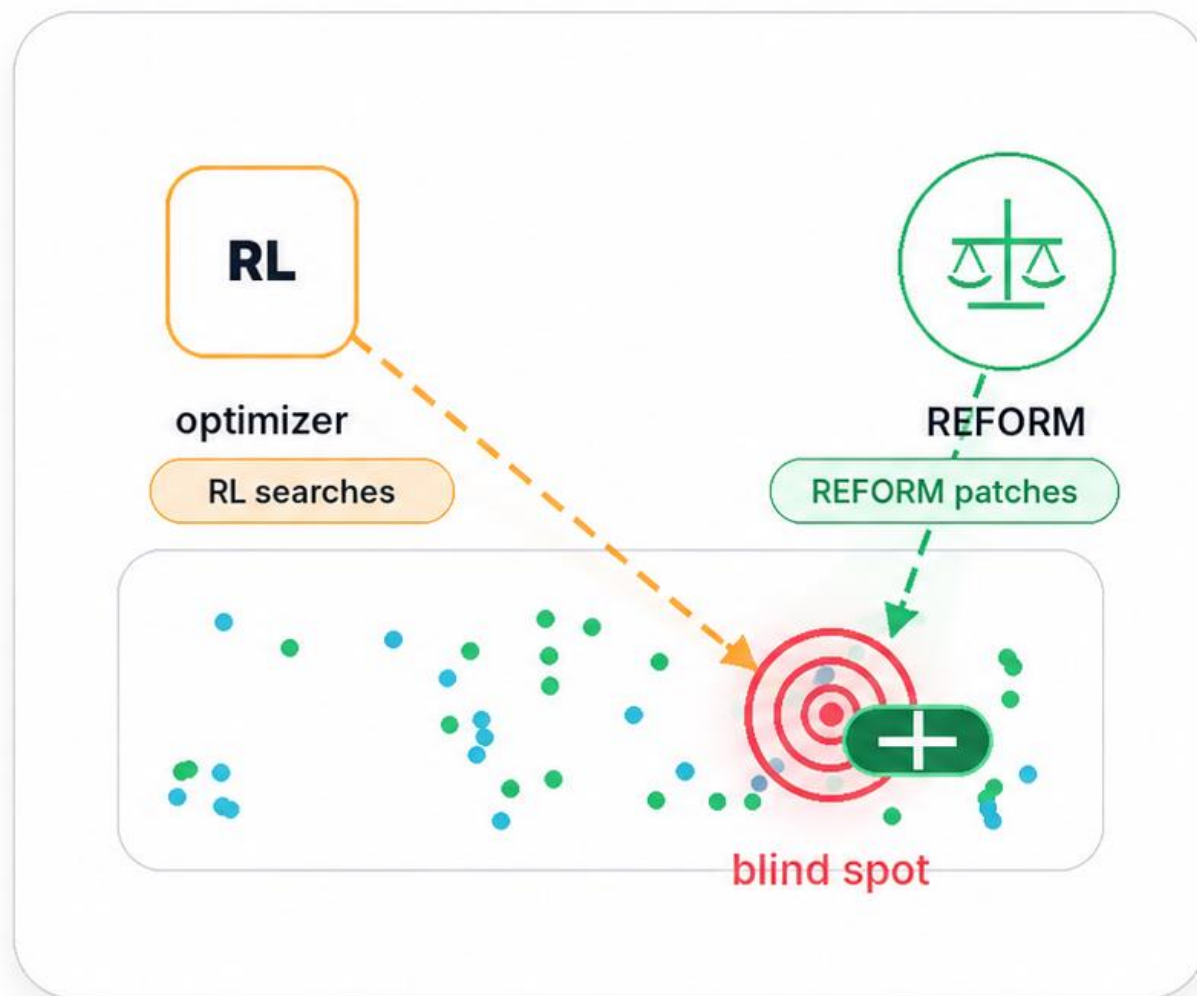 RL
optimizer
REFORM
RL searches
REFORM patches
blind spot